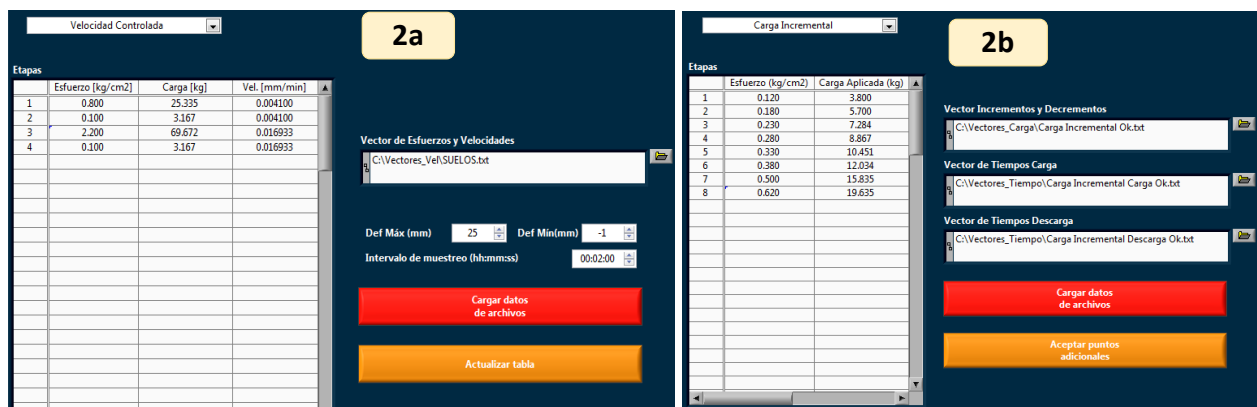 Velocidad Controlada
2a
Etapas
Esfuerzo [kg/cm2] Carga [kg] Vel. [mm/min]
1 0.800 25.335 0.004100
2 0.100 3.167 0.004100
3 2.200 69.672 0.016933
4 0.100 3.167 0.016933
Vector de Esfuerzos y Velocidades
C:\Vectores_Vel\SUELOS.txt
Def Máx (mm) 25 Def Mín(mm) -1
Intervalo de muestreo (hh:mm:ss) 00:02:00
Cargar datos
de archivos
Actualizar tabla
Carga Incremental
2b
Etapas
Esfuerzo (kg/cm2) Carga Aplicada (kg)
1 0.120 3.800
2 0.180 5.700
3 0.230 7.284
4 0.280 8.867
5 0.330 10.451
6 0.380 12.034
7 0.500 15.835
8 0.620 19.635
Vector Incrementos y Decrementos
C:\Vectores_Carga\Carga Incremental Ok.txt
Vector de Tiempos Carga
C:\Vectores_Tiempo\Carga Incremental Carga Ok.txt
Vector de Tiempos Descarga
C:\Vectores_Tiempo\Carga Incremental Descarga Ok.txt
Cargar datos
de archivos
Aceptar puntos
adicionales